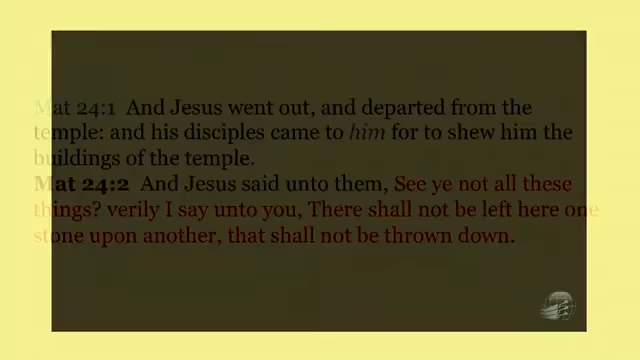 Mat 24:1 And Jesus went out, and departed from the
temple: and his disciples came to him for to shew him the
buildings of the temple.
Mat 24:2 And Jesus said unto them, See ye not all these
things? verily I say unto you, There shall not be left here one
stone upon another, that shall not be thrown down.